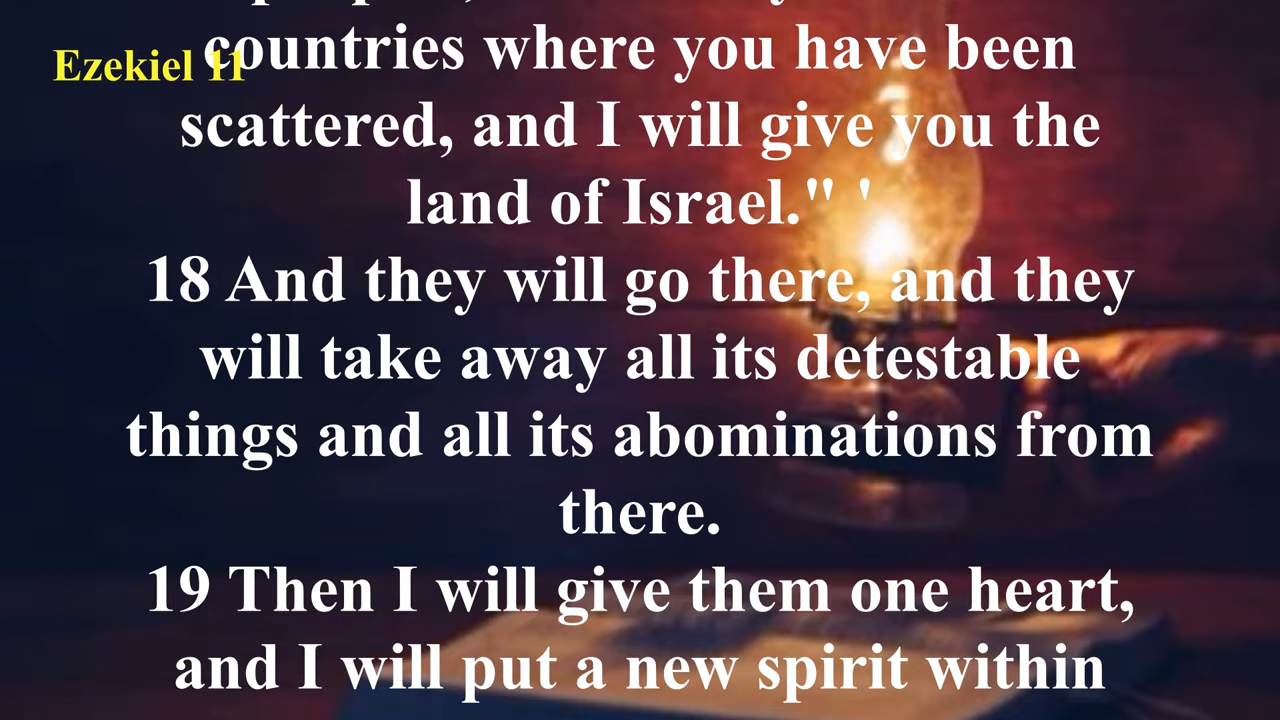 Ezekiel 11
countries where you have been
scattered, and I will give you the
land of Israel." '
18 And they will go there, and they
will take away all its detestable
things and all its abominations from
there.
19 Then I will give them one heart,
and I will put a new spirit within